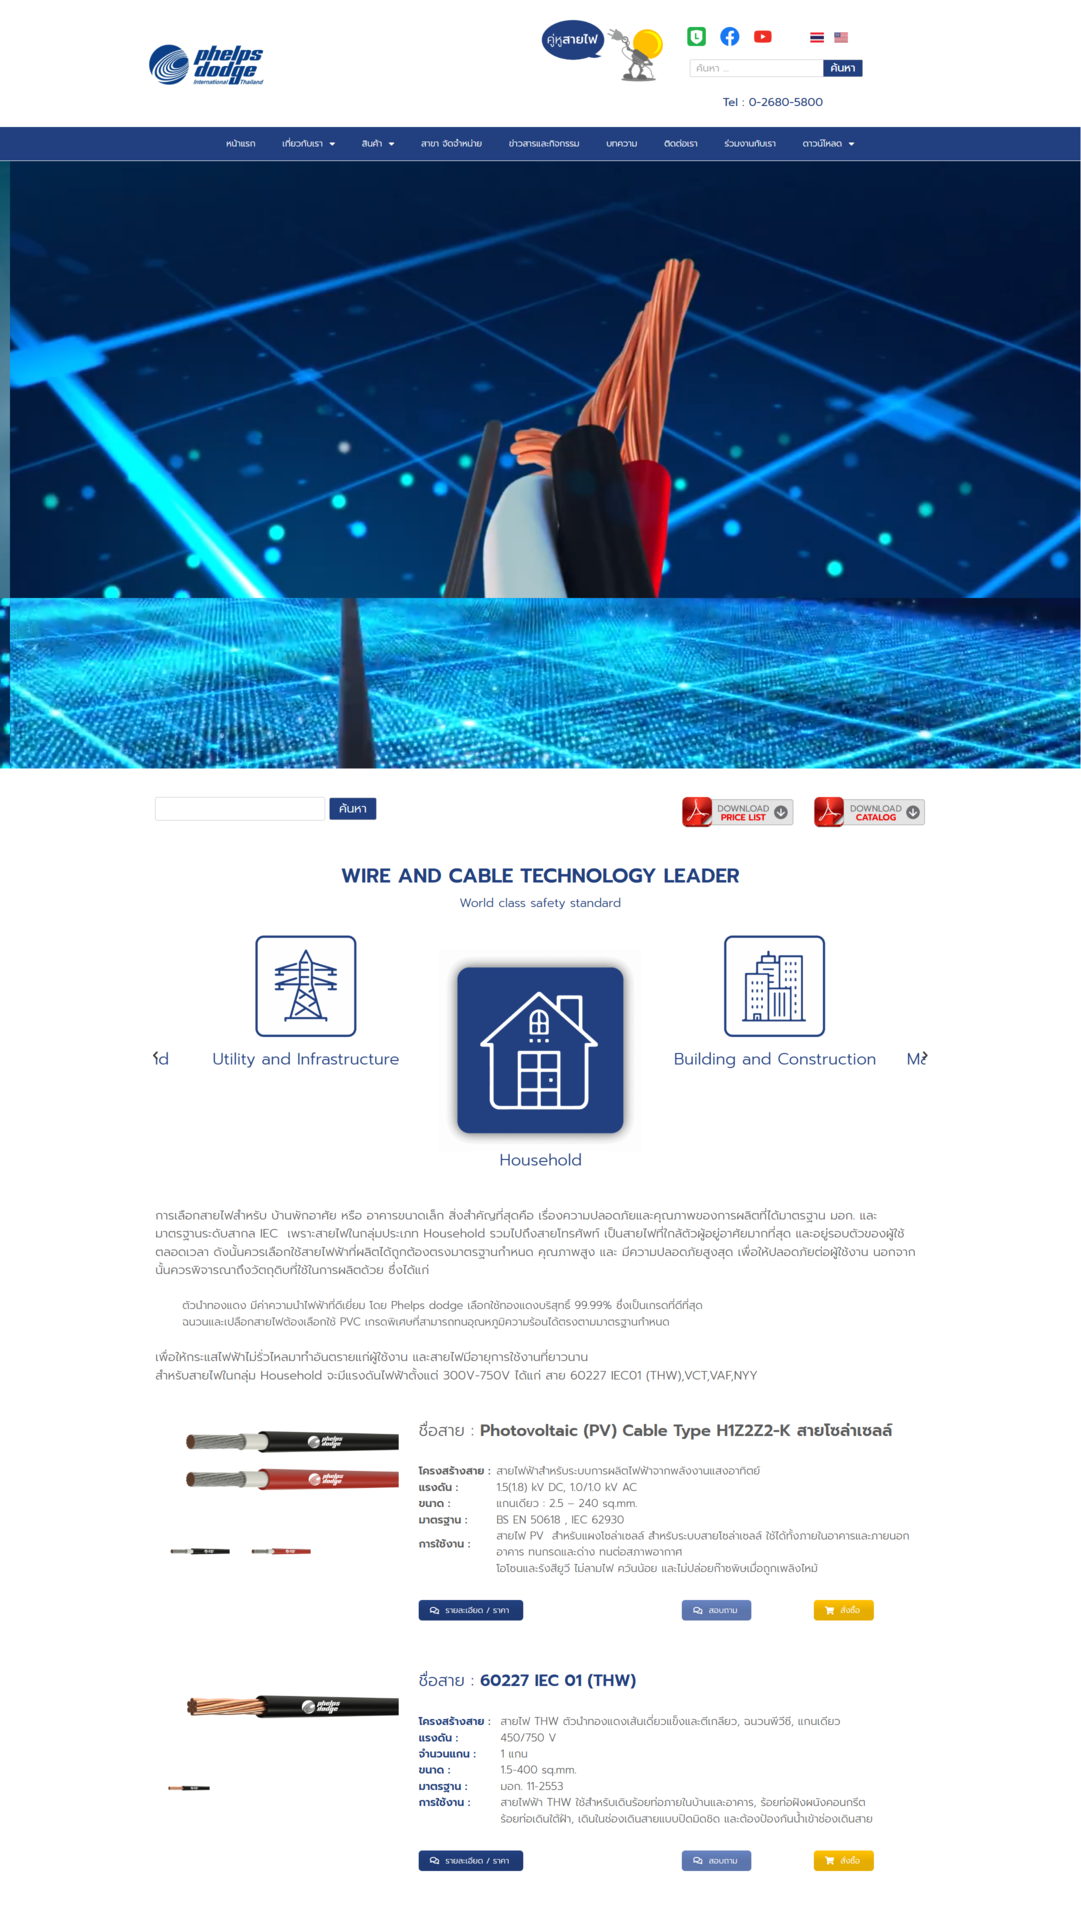 phelps
dodge
International Thailand
คู่หูสายไฟ
ค้นหา ...
ค้นหา
Tel : 0-2680-5800
หน้าแรก
เกี่ยวกับเรา
สินค้า
สาขา จัดจำหน่าย
ข่าวสารและกิจกรรม
บทความ
ติดต่อเรา
ร่วมงานกับเรา
ดาวน์โหลด
ค้นหา
DOWNLOAD
PRICE LIST
DOWNLOAD
CATALOG
WIRE AND CABLE TECHNOLOGY LEADER
World class safety standard
Utility and Infrastructure
Building and Construction
Household
การเลือกสายไฟสำหรับ บ้านพักอาศัย หรือ อาคารขนาดเล็ก สิ่งสำคัญที่สุดคือ เรื่องความปลอดภัยและคุณภาพของการผลิตที่ได้มาตรฐาน มอก. และ
มาตรฐานระดับสากล IEC เพราะสายไฟในกลุ่มประเภท Household รวมไปถึงสายโทรศัพท์ เป็นสายไฟที่ใกล้ตัวผู้อยู่อาศัยมากที่สุด และอยู่รอบตัวของผู้ใช้
ตลอดเวลา ดังนั้นควรเลือกใช้สายไฟฟ้าที่ผลิตได้ถูกต้องตรงมาตรฐานกำหนด คุณภาพสูง และ มีความปลอดภัยสูงสุด เพื่อให้ปลอดภัยต่อผู้ใช้งาน นอกจาก
นั้นควรพิจารณาถึงวัตถุดิบที่ใช้ในการผลิตด้วย ซึ่งได้แก่
ตัวนำทองแดง มีค่าความนำไฟฟ้าที่ดีเยี่ยม โดย Phelps dodge เลือกใช้ทองแดงบริสุทธิ์ 99.99% ซึ่งเป็นเกรดที่ดีที่สุด
ฉนวนและเปลือกสายไฟต้องเลือกใช้ PVC เกรดพิเศษที่สามารถทนอุณหภูมิความร้อนได้ตรงตามมาตรฐานกำหนด
เพื่อให้กระแสไฟฟ้าไม่รั่วไหลมาทำอันตรายแก่ผู้ใช้งาน และสายไฟมีอายุการใช้งานที่ยาวนาน
สำหรับสายไฟในกลุ่ม Household จะมีแรงดันไฟฟ้าตั้งแต่ 300V-750V ได้แก่ สาย 60227 IEC01 (THW),VCT,VAF,NYY
phelps
dodge
phelps
dodge
ชื่อสาย : Photovoltaic (PV) Cable Type H1Z2Z2-K สายโซล่าเซลล์
โครงสร้างสาย : สายไฟฟ้าสำหรับระบบการผลิตไฟฟ้าจากพลังงานแสงอาทิตย์
แรงดัน : 1.5(1.8) kV DC, 1.0/1.0 kV AC
ขนาด : แกนเดียว : 2.5 – 240 sq.mm.
มาตรฐาน : BS EN 50618 , IEC 62930
การใช้งาน : สายไฟ PV สำหรับแผงโซล่าเซลล์ สำหรับระบบสายโซล่าเซลล์ ใช้ได้ทั้งภายในอาคารและภายนอก
อาคาร ทนกรดและด่าง ทนต่อสภาพอากาศ
โอโซนและรังสียูวี ไม่ลามไฟ ควันน้อย และไม่ปล่อยก๊าซพิษเมื่อถูกเพลิงไหม้
รายละเอียด / ราคา
สอบถาม
สั่งซื้อ
phelps
dodge
ชื่อสาย : 60227 IEC 01 (THW)
โครงสร้างสาย : สายไฟ THW ตัวนำทองแดงเส้นเดี่ยวแข็งและตีเกลียว, ฉนวนพีวีซี, แกนเดียว
แรงดัน : 450/750 V
จำนวนแกน : 1 แกน
ขนาด : 1.5-400 sq.mm.
มาตรฐาน : มอก. 11-2553
การใช้งาน : สายไฟฟ้า THW ใช้สำหรับเดินร้อยท่อภายในบ้านและอาคาร, ร้อยท่อฝังผนังคอนกรีต
ร้อยท่อเดินใต้ฝ้า, เดินในช่องเดินสายแบบปิดมิดชิด และต้องป้องกันน้ำเข้าช่องเดินสาย
รายละเอียด / ราคา
สอบถาม
สั่งซื้อ